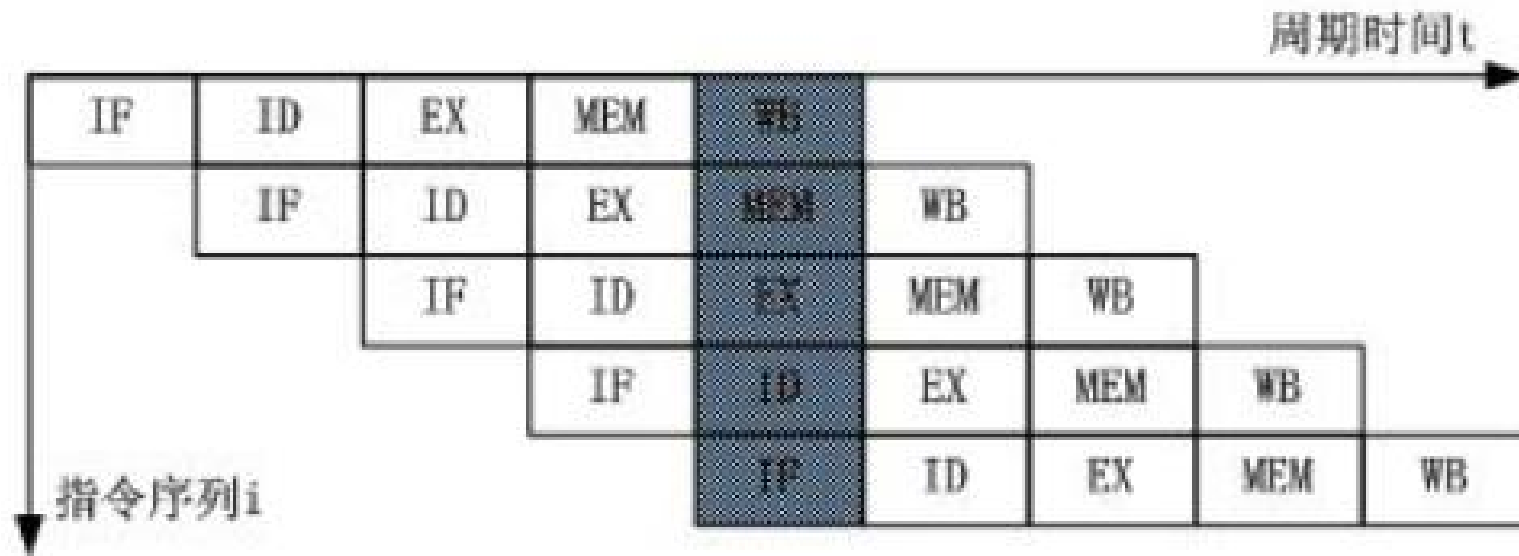 周期时间t
IF ID EX MEM WB
IF ID EX MEM WB
IF ID EX MEM WB
IF ID EX MEM WB
IF ID EX MEM WB
指令序列i